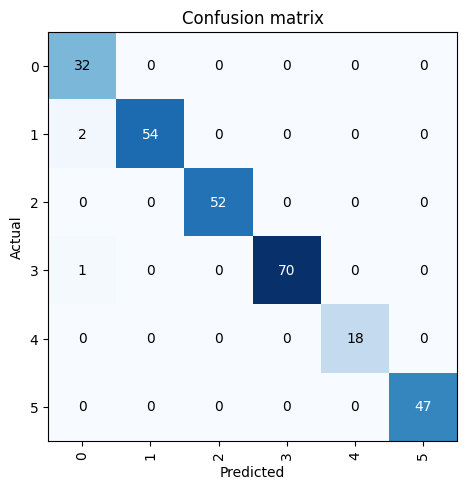 Confusion matrix
0 32 0 0 0 0 0
1 2 54 0 0 0 0
2 0 0 52 0 0 0
Actual
3 1 0 0 70 0 0
4 0 0 0 0 18 0
5 0 0 0 0 0 47
0 1 2 3 4 5
Predicted